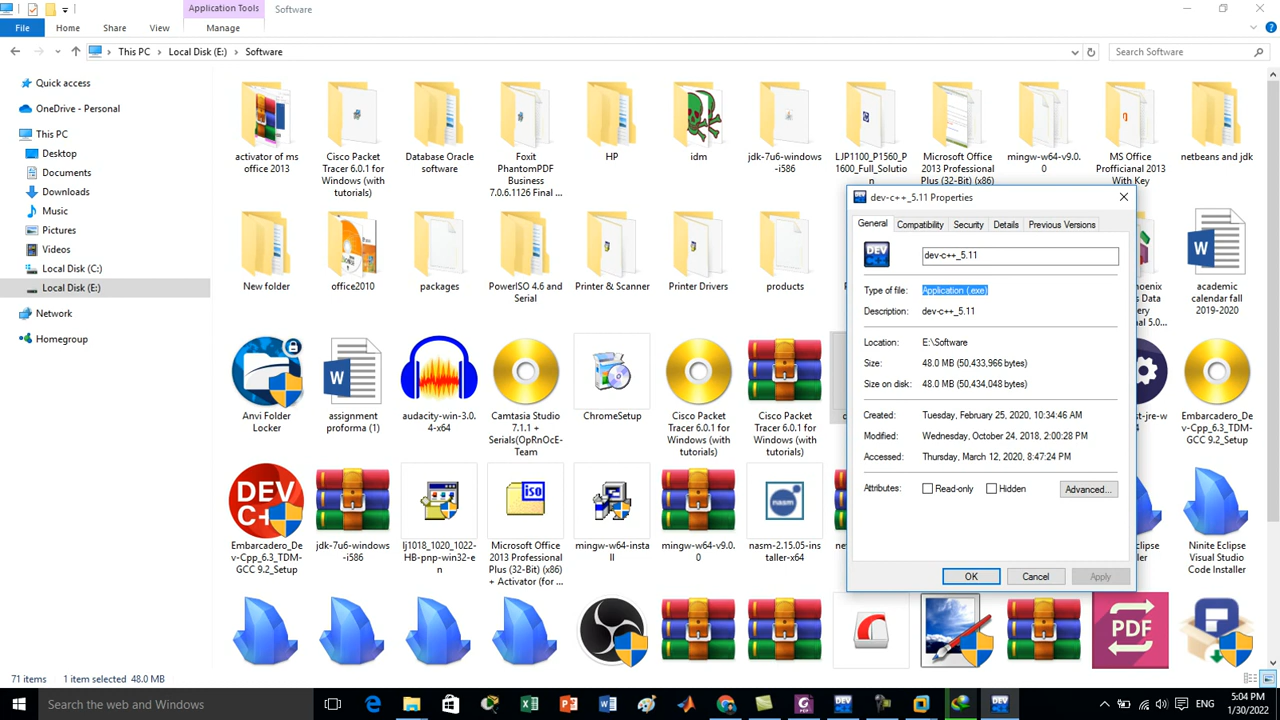 Application Tools
Software
File
Home
Share
View
Manage
This PC
Local Disk (E:)
Software
Search Software
Quick access
OneDrive - Personal
This PC
Desktop
Documents
Downloads
Music
Pictures
Videos
Local Disk (C:)
Local Disk (E:)
Network
Homegroup
activator of ms
office 2013
Cisco Packet
Tracer 6.0.1 for
Windows (with
tutorials)
Database Oracle
software
Foxit
PhantomPDF
Business
7.0.6.1126 Final ...
HP
idm
jdk-7u6-windows
-i586
LJP1100_P1560_P
1600_Full_Solutio
n
Microsoft Office
2013 Professional
Plus (32-Bit) (x86)
mingw-w64-v9.0.
0
MS Office
Profficianal 2013
With Key
netbeans and jdk
New folder
office2010
packages
PowerISO 4.6 and
Serial
Printer & Scanner
Printer Drivers
products
academic
calendar fall
2019-2020
Anvi Folder
Locker
assignment
proforma (1)
audacity-win-3.0.
4-x64
Camtasia Studio
7.1.1 +
Serials(OpRnOcE-
Team
ChromeSetup
Cisco Packet
Tracer 6.0.1 for
Windows (with
tutorials)
Cisco Packet
Tracer 6.0.1 for
Windows (with
tutorials)
Embarcadero_De
v-Cpp_6.3_TDM-
GCC 9.2_Setup
DEV
C+
Embarcadero_De
v-Cpp_6.3_TDM-
GCC 9.2_Setup
jdk-7u6-windows
-i586
lj1018_1020_1022-
HB-pnp-win32-e
n
iso
Microsoft Office
2013 Professional
Plus (32-Bit) (x86)
+ Activator (for ...
mingw-w64-insta
ll
mingw-w64-v9.0.
0
nasm
nasm-2.15.05-ins
taller-x64
Ninite Eclipse
Visual Studio
Code Installer
PDF
dev-c++_5.11 Properties
General
Compatibility
Security
Details
Previous Versions
DEV
dev-c++_5.11
Type of file:
Application (.exe)
Description:
dev-c++_5.11
Location:
E:\Software
Size:
48.0 MB (50,433,966 bytes)
Size on disk:
48.0 MB (50,434,048 bytes)
Created:
Tuesday, February 25, 2020, 10:34:46 AM
Modified:
Wednesday, October 24, 2018, 2:00:28 PM
Accessed:
Thursday, March 12, 2020, 8:47:24 PM
Attributes:
Read-only
Hidden
Advanced...
OK
Cancel
Apply
71 items
1 item selected 48.0 MB
Search the web and Windows
5:04 PM
1/30/2022